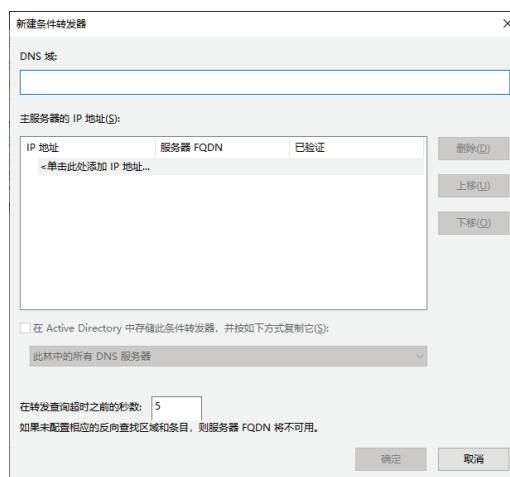 新建条件转发器
DNS 域:
主服务器的 IP 地址(S):
IP 地址 服务器 FQDN 已验证
<单击此处添加 IP 地址...
删除(D)
上移(U)
下移(O)
在 Active Directory 中存储此条件转发器，并按如下方式复制它(S):
此林中的所有 DNS 服务器
在转发查询超时之前的秒数: 5
如果未配置相应的反向查找区域和条目，则服务器 FQDN 将不可用。
确定 取消